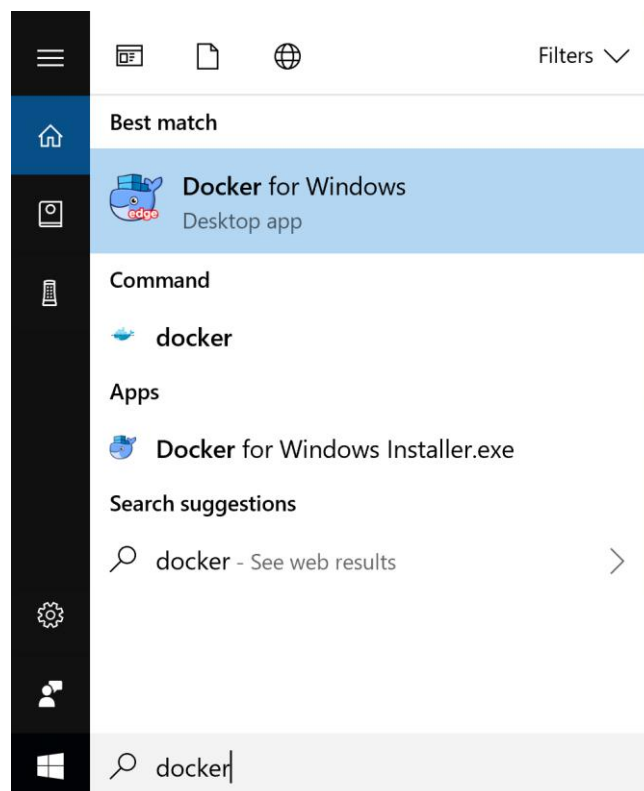 Filters
Best match
edge
Docker for Windows
Desktop app
Command
docker
Apps
Docker for Windows Installer.exe
Search suggestions
docker - See web results
docker